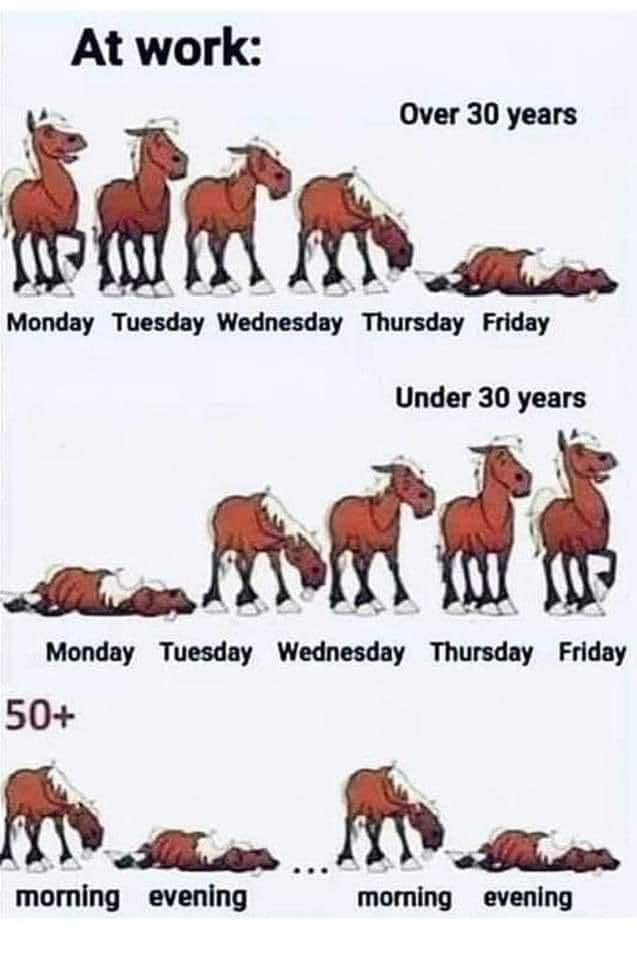 At work:
Over 30 years
Monday Tuesday Wednesday Thursday Friday
Under 30 years
Monday Tuesday Wednesday Thursday Friday
50+
...
morning evening morning evening